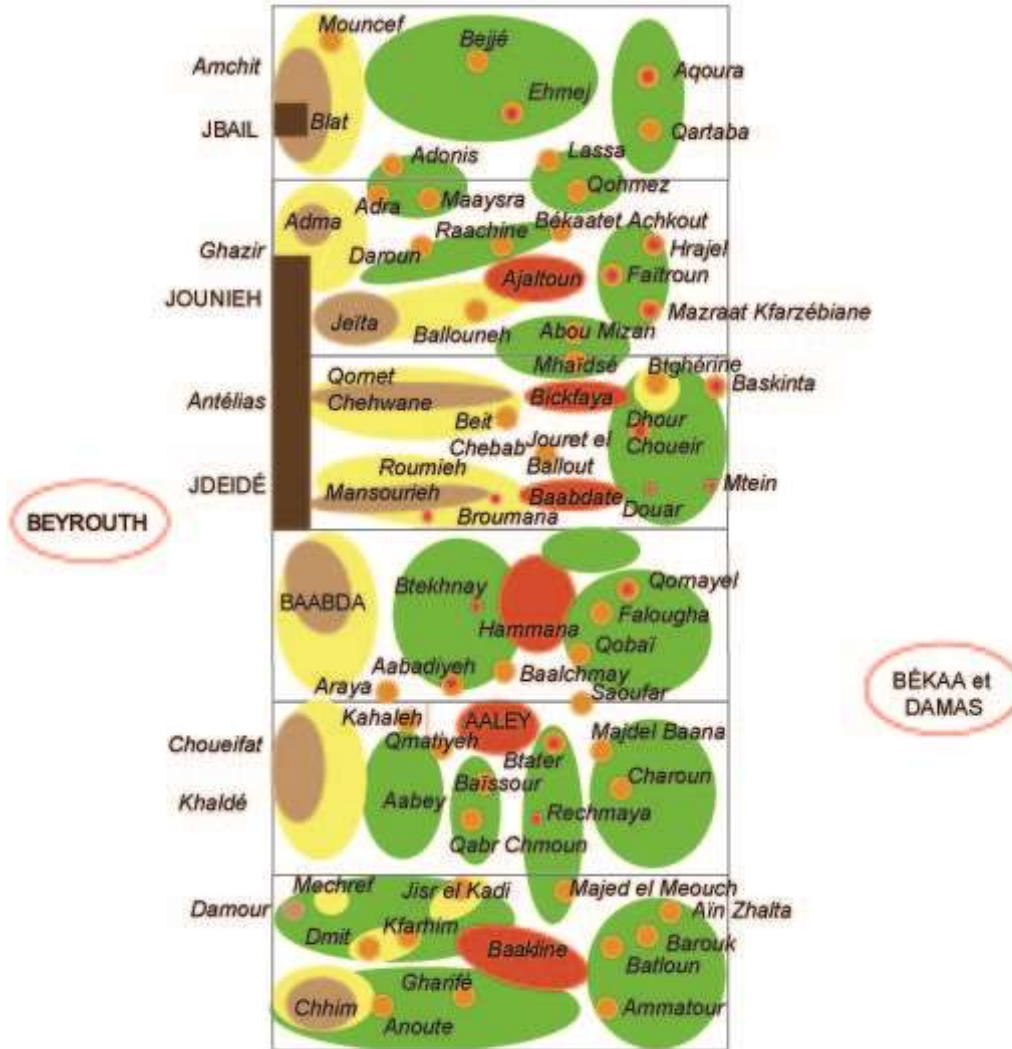 Mouncef
Bejjé
Amchit
Aqoura
Ehmej
Blat
JBAIL
Qartaba
Adonis
Lassa
Adra
Maaysra
Qohmez
Adma
Raachine
Békaatet Achkout
Ghazir
Daroun
Hrajel
Ajaltoun
Faïtroun
JOUNIEH
Jeïta
Ballouneh
Abou Mizan
Mazraat Kfarzébiane
Mhaïdsé
Btghérine
Qornet
Chehwane
Bickfaya
Baskinta
Antélias
Beit
Chebab
Dhour
Choueir
Jouret el
Ballout
Roumieh
JDEIDÉ
Mansourieh
Baabdate
Mtein
Broumana
Douar
BEYROUTH
BAABDA
Btekhnay
Qornayel
Hammana
Falougha
Qobaï
Aabadiyeh
Baalchmay
Araya
Saoufar
BÉKAA et
DAMAS
Kahaleh
AALEY
Choueifat
Qmatiyeh
Majdel Baana
Btater
Baïssour
Charoun
Khaldé
Aabey
Rechmaya
Qabr Chmoun
Mechref
Jisr el Kadi
Majed el Meouch
Damour
Aïn Zhalta
Dmit
Kfarhim
Baakline
Barouk
Batloun
Gharifé
Chhim
Anoute
Ammatour